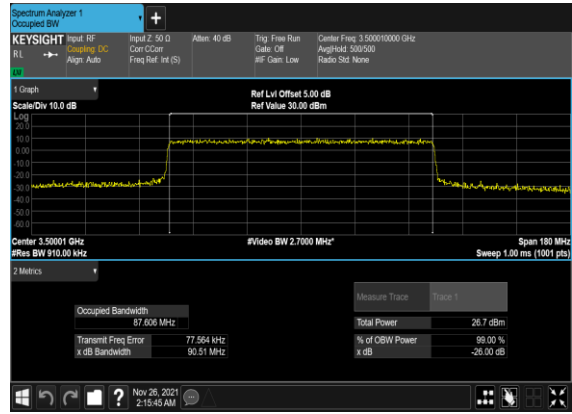 Spectrum Analyzer 1
Occupied BW
+
KEYSIGHT Input: RF Input Z: 50 Ω Atten: 40 dB Trig: Free Run Center Freq: 3.500010000 GHz
RL Coupling: DC Corr CCorr Gate: Off Avg|Hold: 500/500
Align: Auto Freq Ref: Int (S) #IF Gain: Low Radio Std: None
1 Graph
Ref Lvl Offset 5.00 dB
Scale/Div 10.0 dB Ref Value 30.00 dBm
Log
20.0
10.0
0.00
-10.0
-20.0
-30.0
-40.0
-50.0
-60.0
Center 3.50001 GHz #Video BW 2.7000 MHz* Span 180 MHz
#Res BW 910.00 kHz Sweep 1.00 ms (1001 pts)
2 Metrics
Measure Trace Trace 1
Occupied Bandwidth
87.606 MHz Total Power 26.7 dBm
Transmit Freq Error 77.564 kHz % of OBW Power 99.00 %
x dB Bandwidth 90.51 MHz x dB -26.00 dB
? Nov 26, 2021
2:15:45 AM